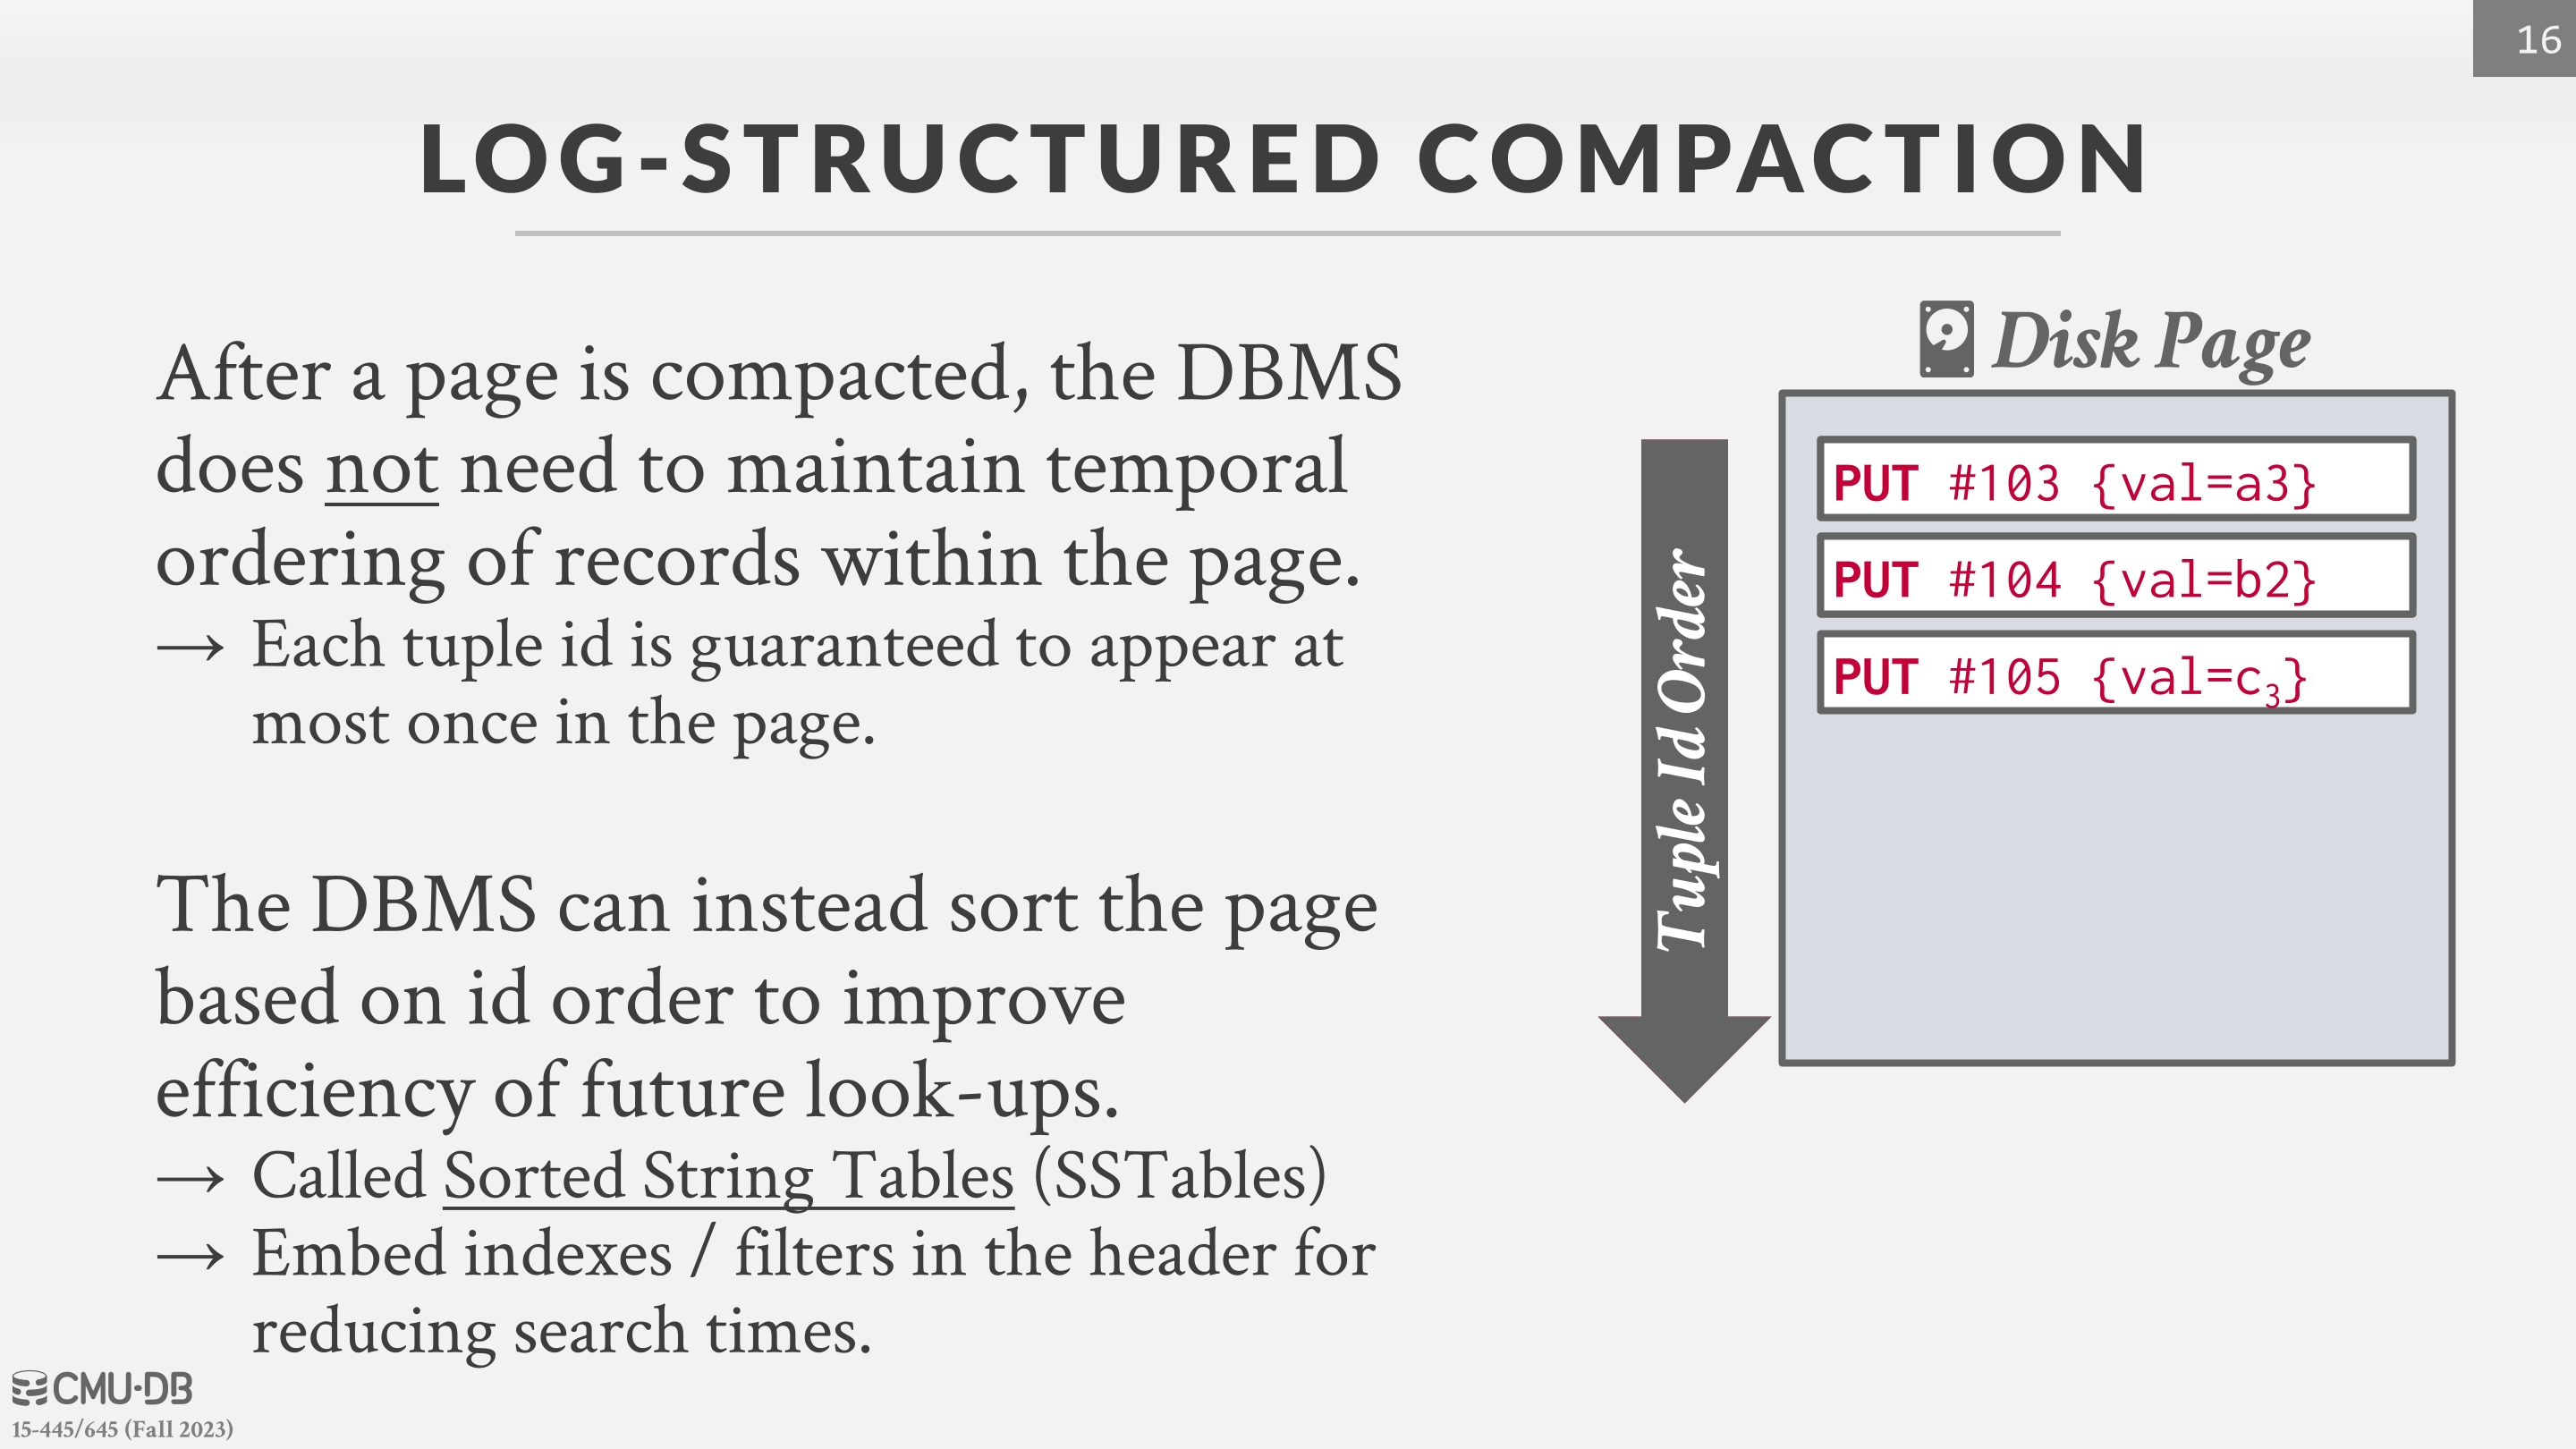 16
LOG-STRUCTURED COMPACTION
After a page is compacted, the DBMS
does not need to maintain temporal
ordering of records within the page.
→ Each tuple id is guaranteed to appear at
most once in the page.
The DBMS can instead sort the page
based on id order to improve
efficiency of future look-ups.
→ Called Sorted String Tables (SSTables)
→ Embed indexes / filters in the header for
reducing search times.
Disk Page
Tuple Id Order
PUT #103 {val=a3}
PUT #104 {val=b2}
PUT #105 {val=c₃}
CMU·DB
15-445/645 (Fall 2023)